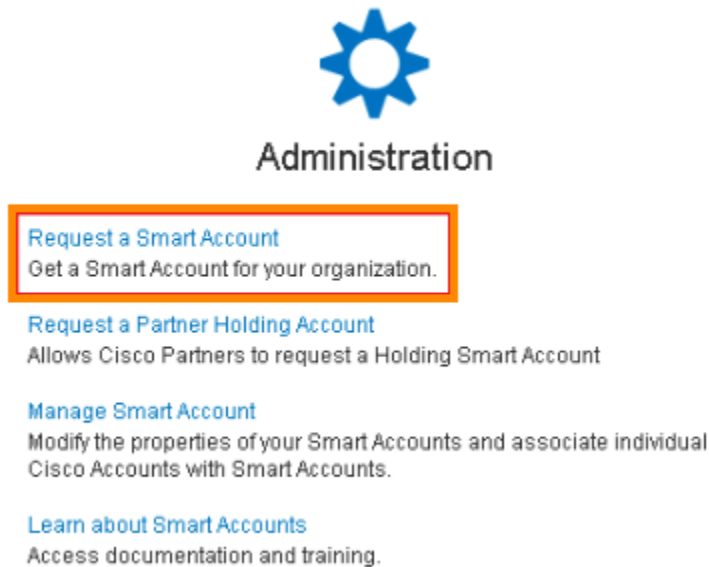 Administration
Request a Smart Account
Get a Smart Account for your organization.
Request a Partner Holding Account
Allows Cisco Partners to request a Holding Smart Account
Manage Smart Account
Modify the properties of your Smart Accounts and associate individual
Cisco Accounts with Smart Accounts.
Learn about Smart Accounts
Access documentation and training.